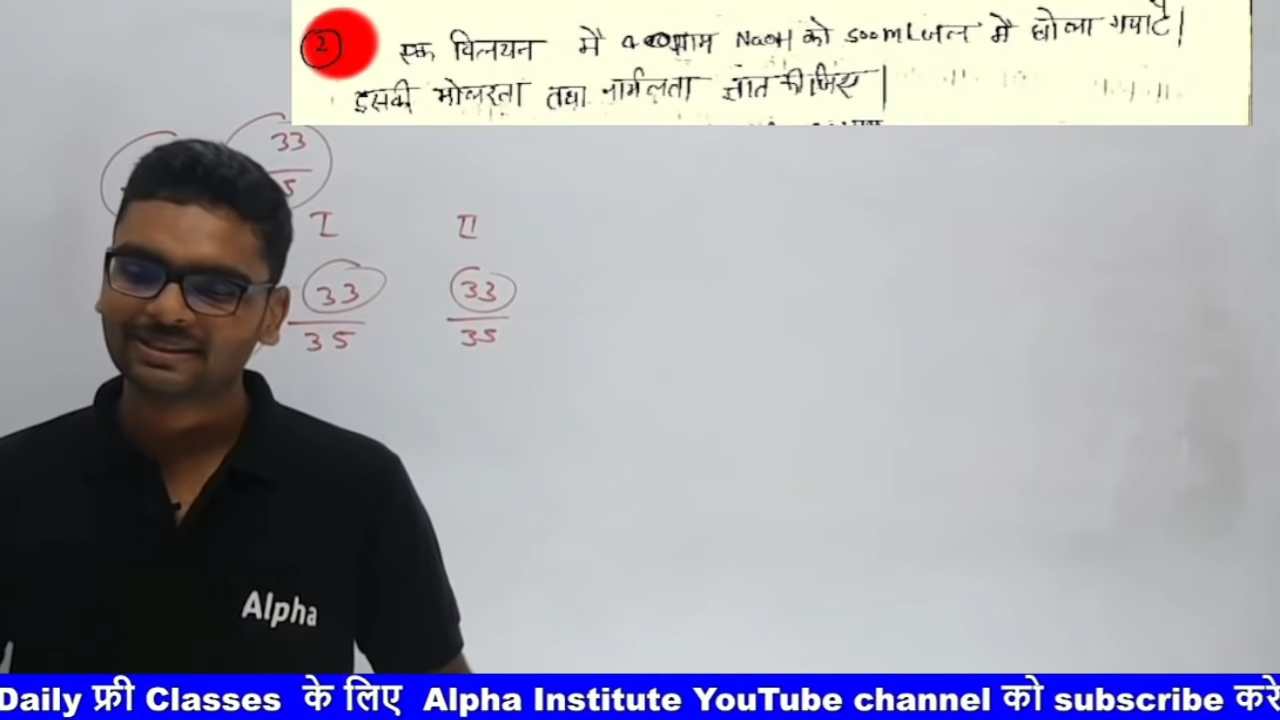 2 एक विलयन में 4 ग्राम NaOH को 500mL जल में घोला गया है|
इसकी मोलरता तथा नार्मलता ज्ञात कीजिए|
33
5
I II
33 33
35 35
Alpha
Daily फ्री Classes के लिए Alpha Institute YouTube channel को subscribe करे